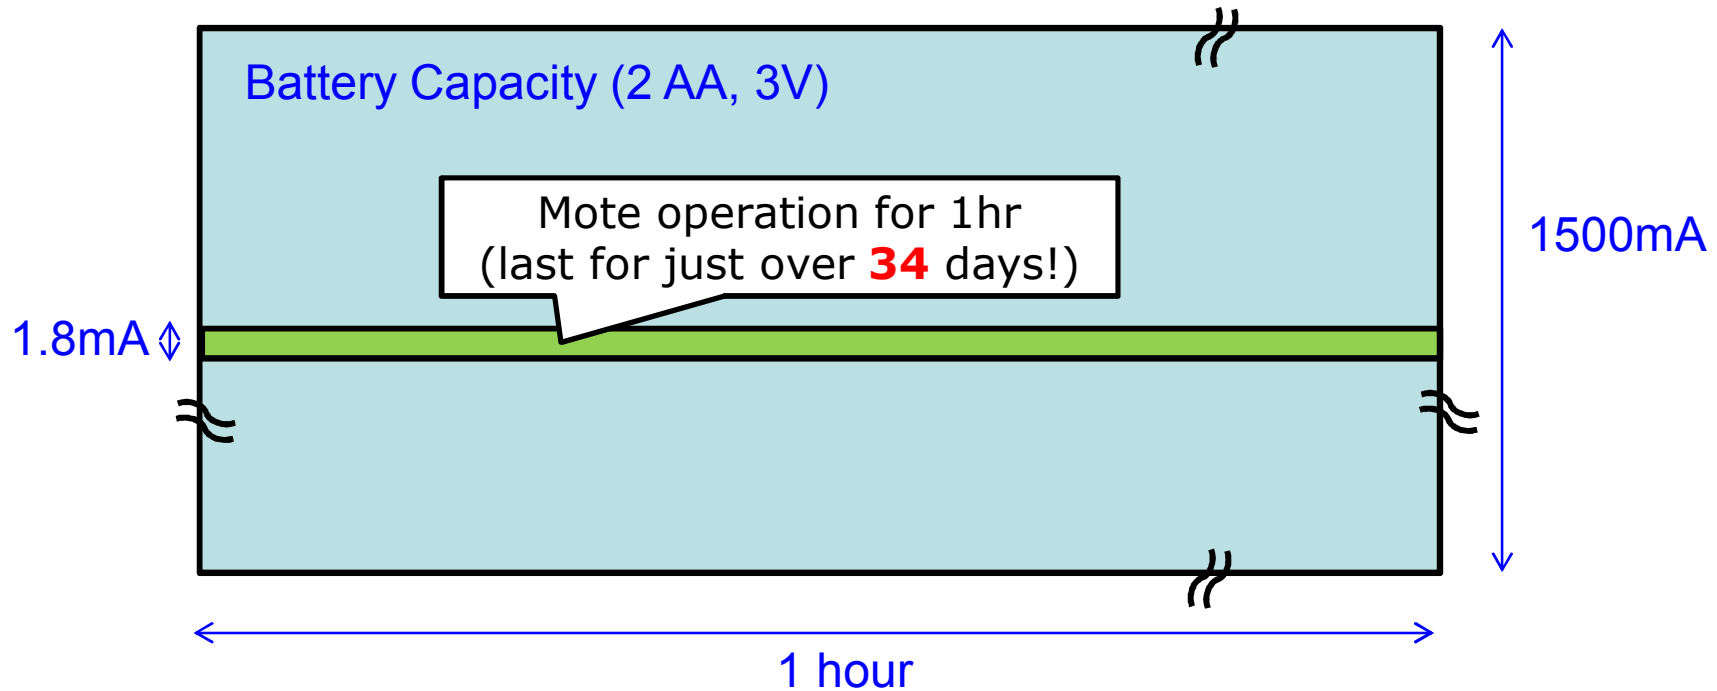 Battery Capacity (2 AA, 3V)
Mote operation for 1hr
(last for just over 34 days!)
1500mA
1.8mA
1 hour